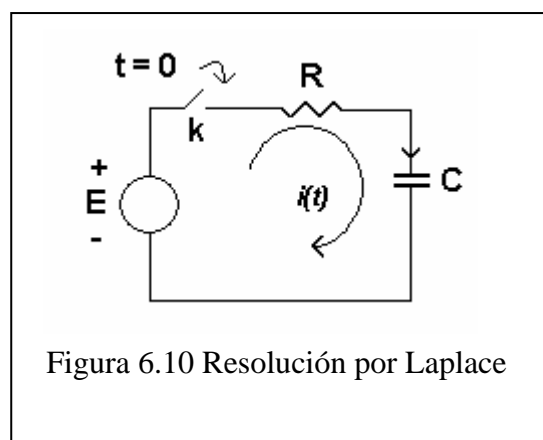 t = 0
R
k
+
E
-
i(t)
C
Figura 6.10 Resolución por Laplace